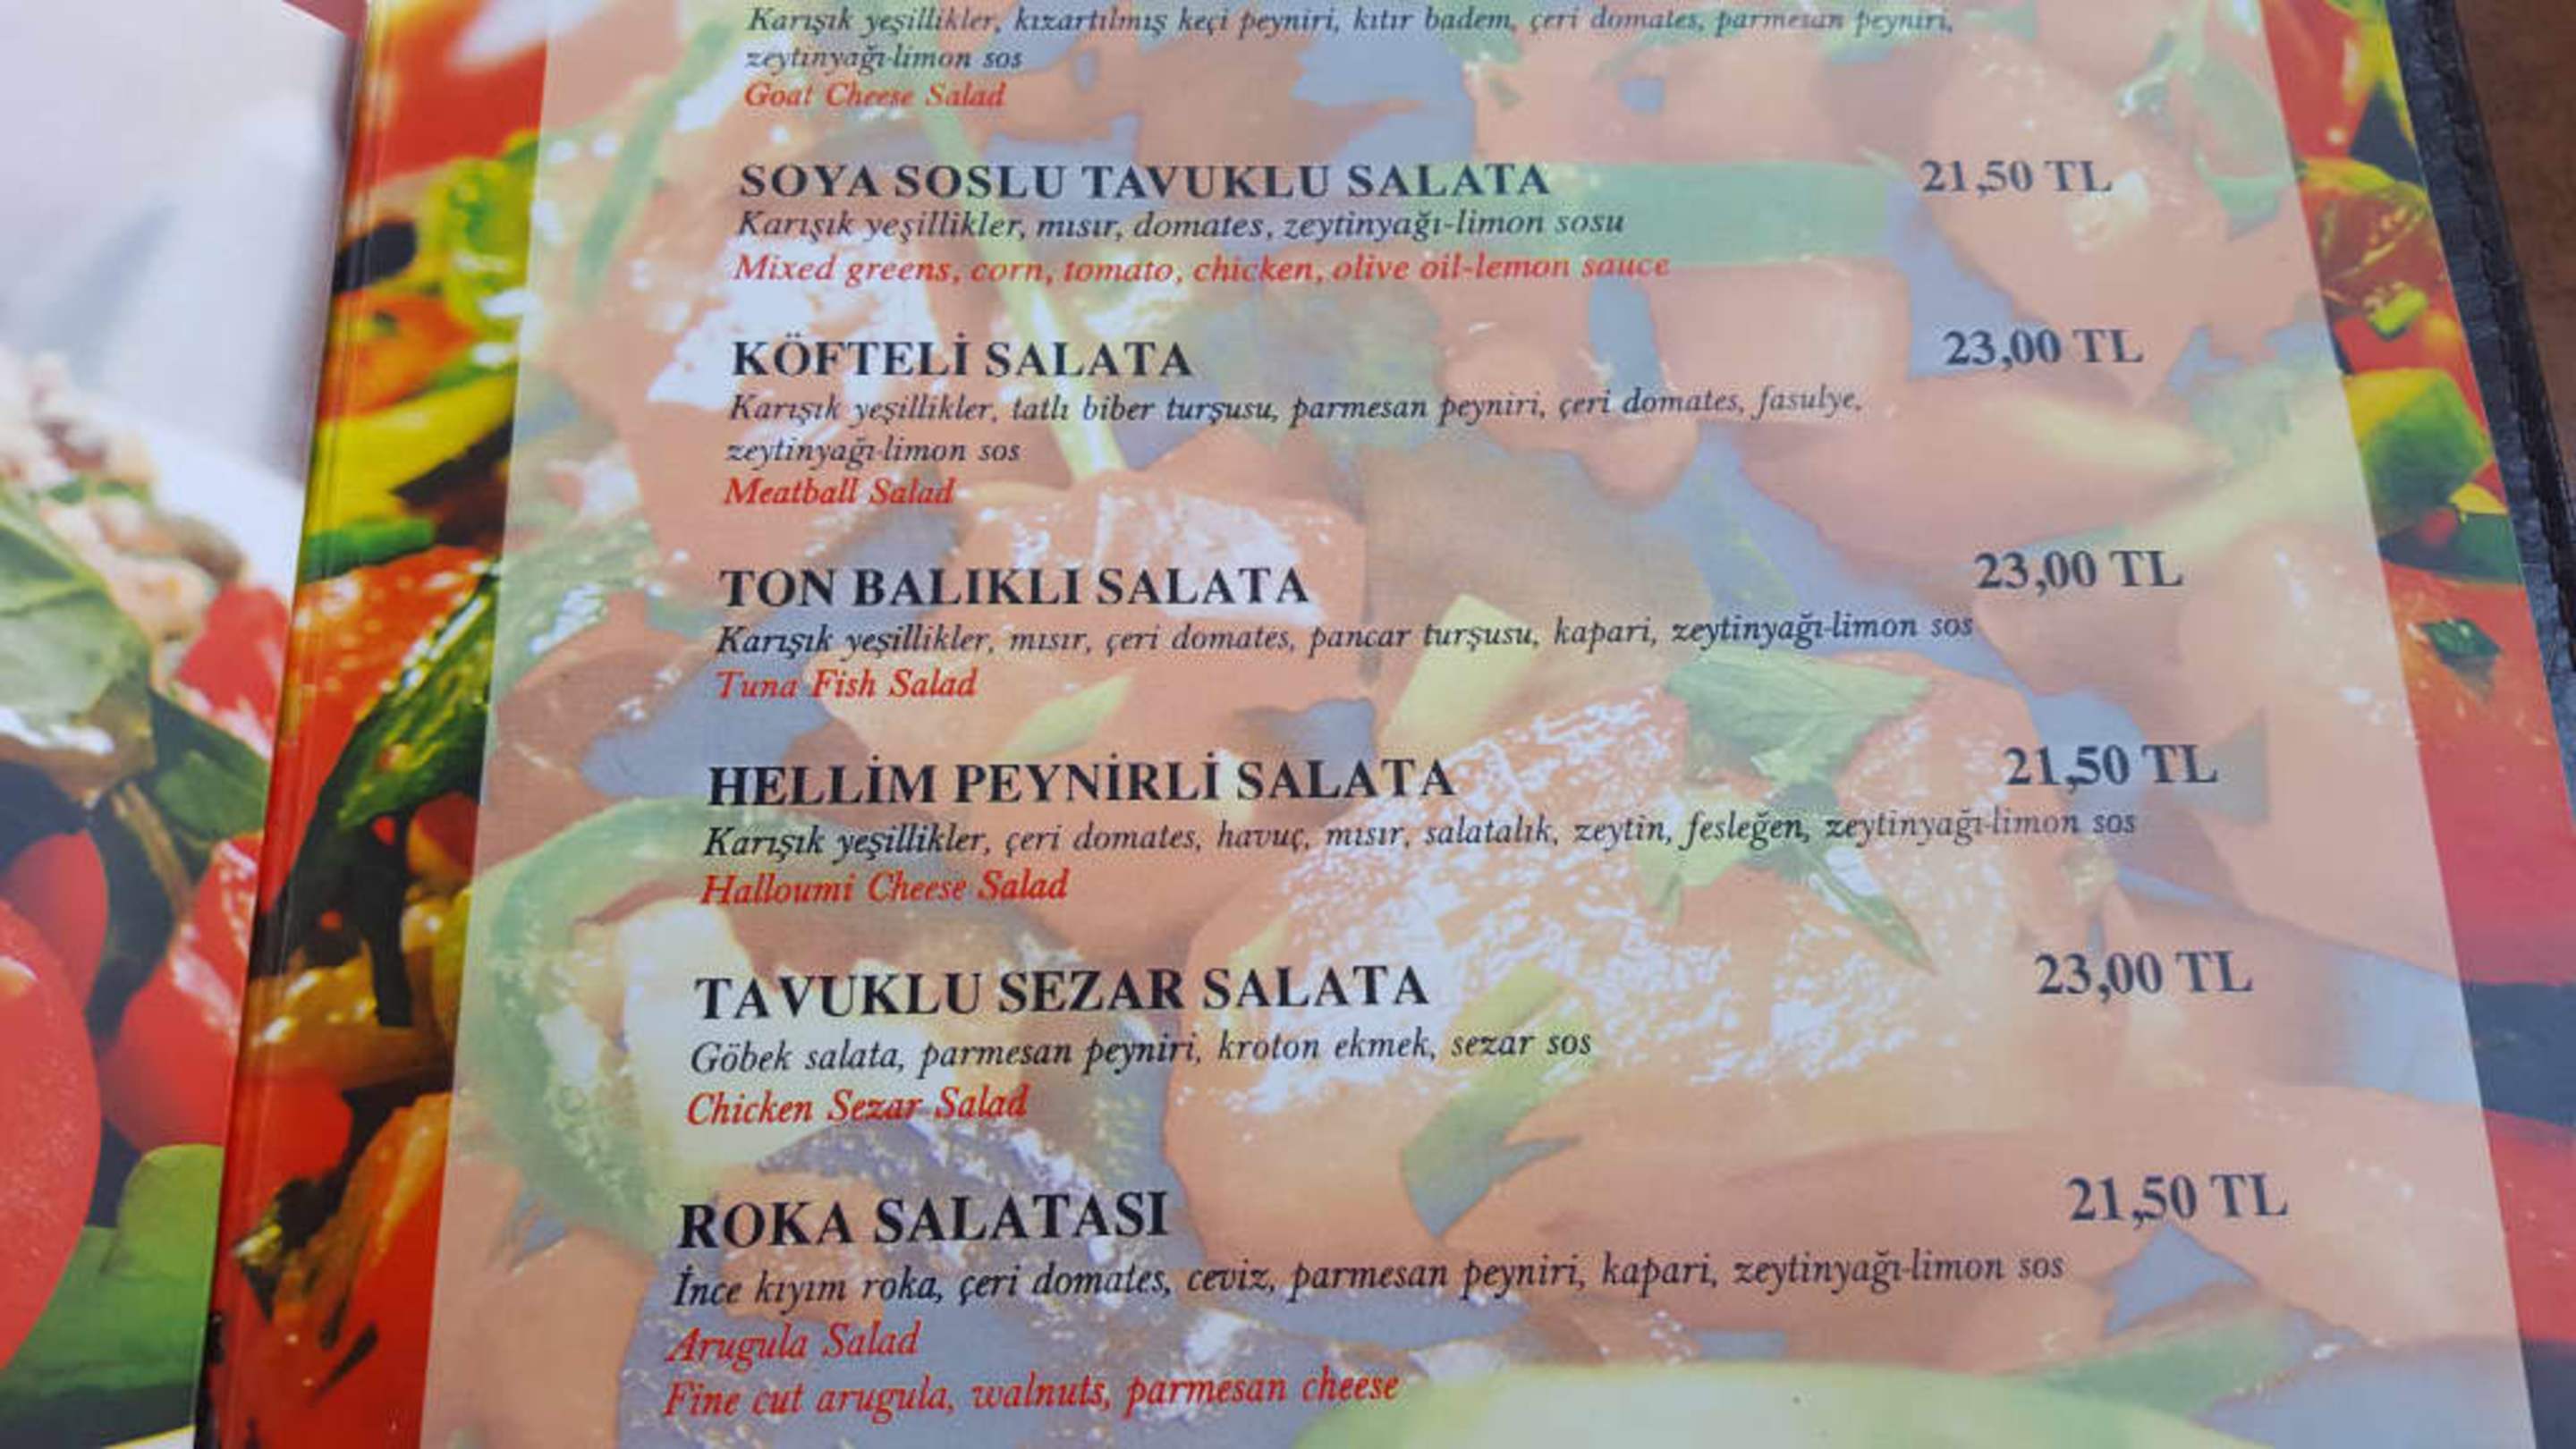 Karışık yeşillikler, kızartılmış keçi peyniri, kıtır badem, çeri domates, parmesan peyniri,
zeytinyağı-limon sos
Goat Cheese Salad
SOYA SOSLU TAVUKLU SALATA 21,50 TL
Karışık yeşillikler, mısır, domates, zeytinyağı-limon sosu
Mixed greens, corn, tomato, chicken, olive oil-lemon sauce
KÖFTELİ SALATA 23,00 TL
Karışık yeşillikler, tatlı biber turşusu, parmesan peyniri, çeri domates, fasulye,
zeytinyağı-limon sos
Meatball Salad
TON BALIKLI SALATA 23,00 TL
Karışık yeşillikler, mısır, çeri domates, pancar turşusu, kapari, zeytinyağı-limon sos
Tuna Fish Salad
HELLİM PEYNİRLİ SALATA 21,50 TL
Karışık yeşillikler, çeri domates, havuç, mısır, salatalık, zeytin, fesleğen, zeytinyağı-limon sos
Halloumi Cheese Salad
TAVUKLU SEZAR SALATA 23,00 TL
Göbek salata, parmesan peyniri, kroton ekmek, sezar sos
Chicken Sezar Salad
ROKA SALATASI 21,50 TL
İnce kıyım roka, çeri domates, ceviz, parmesan peyniri, kapari, zeytinyağı-limon sos
Arugula Salad
Fine cut arugula, walnuts, parmesan cheese